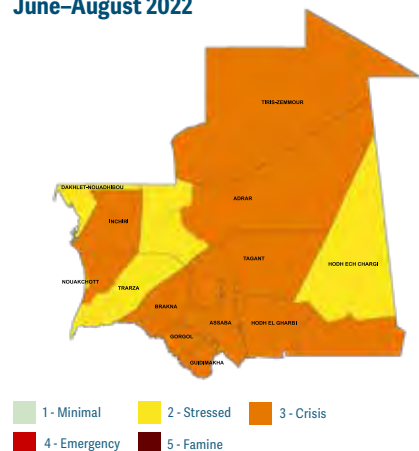 June–August 2022
TIRIS-ZEMMOUR
DAKHLET-NOUADHIBOU
ADRAR
INCHIRI
TAGANT
HODH ECH CHARGI
NOUAKCHOTT
TRARZA
BRAKNA
ASSABA
HODH EL GHARBI
GORGOL
GUIDIMAKHA
1 - Minimal
2 - Stressed
3 - Crisis
4 - Emergency
5 - Famine